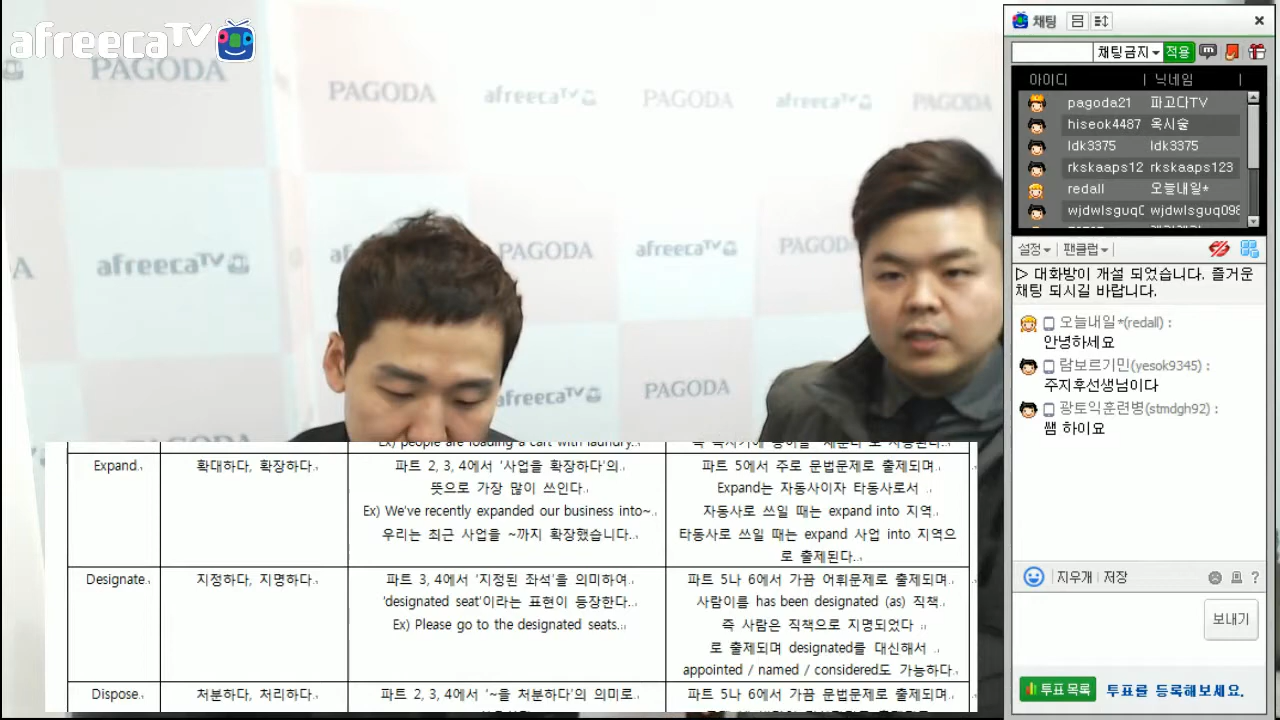 afreecaTV
PAGODA
PAGODA afreecaTV PAGODA afreecaTV PAGODA
afreecaTV PAGODA afreecaTV PAGODA
afreecaTV PAGODA
Ex) people are loading a cart with laundry.
Expand. 확대하다, 확장하다. 파트 2, 3, 4에서 '사업을 확장하다'의 파트 5에서 주로 문법문제로 출제되며
뜻으로 가장 많이 쓰인다. Expand는 자동사이자 타동사로서
Ex) We've recently expanded our business into~. 자동사로 쓰일 때는 expand into 지역
우리는 최근 사업을 ~까지 확장했습니다. 타동사로 쓰일 때는 expand 사업 into 지역으
로 출제된다.
Designate. 지정하다, 지명하다. 파트 3, 4에서 '지정된 좌석'을 의미하여 파트 5나 6에서 가끔 어휘문제로 출제되며
'designated seat'이라는 표현이 등장한다. 사람이름 has been designated (as) 직책
Ex) Please go to the designated seats. 즉 사람은 직책으로 지명되었다
로 출제되며 designated를 대신해서
appointed / named / considered도 가능하다.
Dispose. 처분하다, 처리하다. 파트 2, 3, 4에서 '~을 처분하다'의 의미로 파트 5나 6에서 가끔 문법문제로 출제되며
채팅
채팅금지 적용
아이디 닉네임
pagoda21 파고다TV
hiseok4487 옥시술
ldk3375 ldk3375
rkskaaps12 rkskaaps123
redall 오늘내일*
설정 팬클럽
▷ 대화방이 개설 되었습니다. 즐거운
채팅 되시길 바랍니다.
오늘내일*(redall) :
안녕하세요
람보르기민(yesok9345) :
주지후선생님이다
광토익훈련병(stmdgh92) :
쌤 하이요
지우개 저장
보내기
투표목록 투표를 등록해보세요.